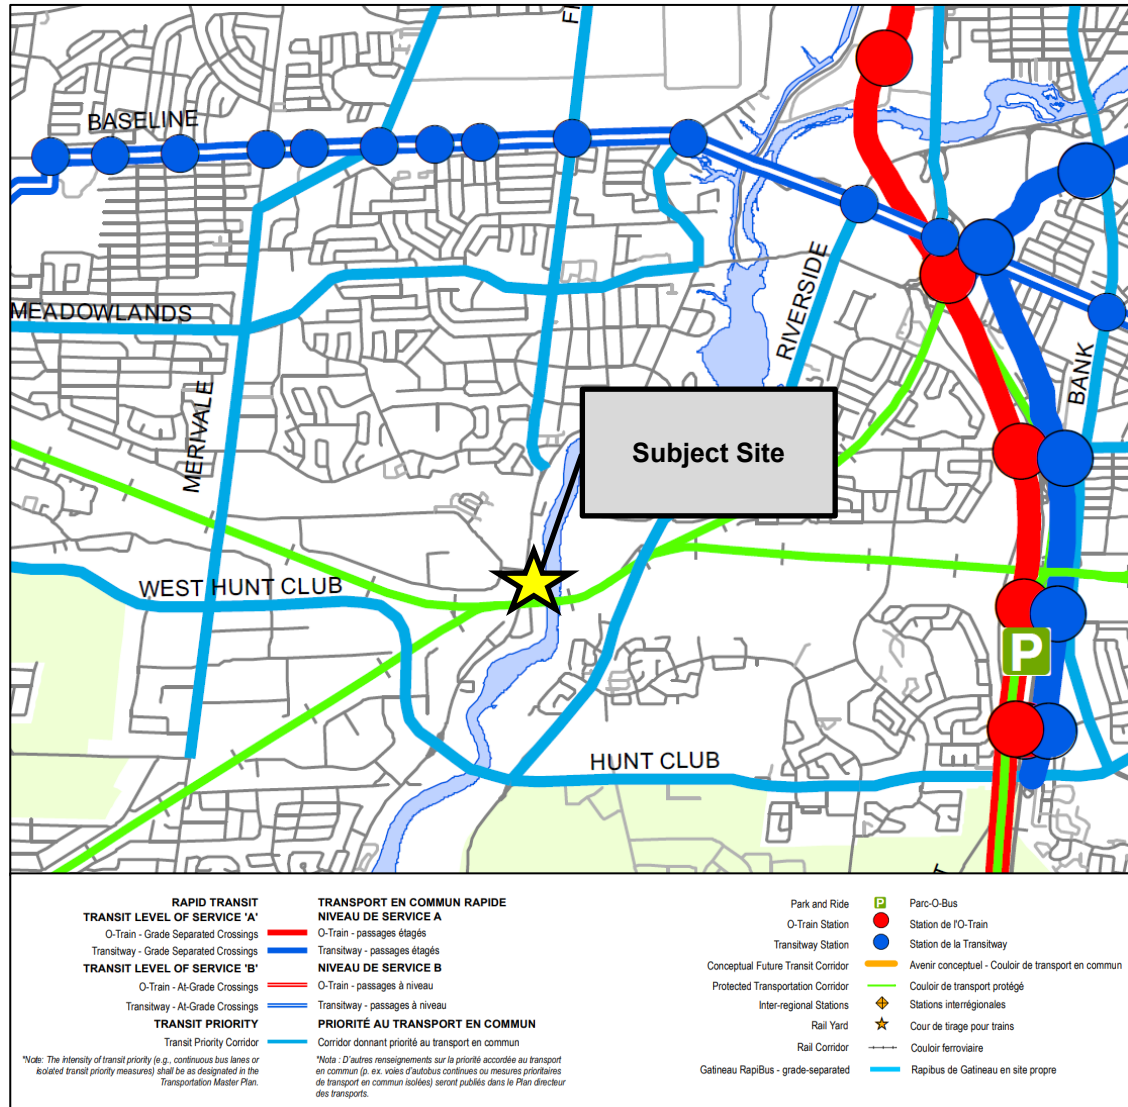 FI
BASELINE
RIVERSIDE
MEADOWLANDS
BANK
MERIVALE
Subject Site
WEST HUNT CLUB
P
HUNT CLUB
RAPID TRANSIT
TRANSIT LEVEL OF SERVICE 'A'
O-Train - Grade Separated Crossings
Transitway - Grade Separated Crossings
TRANSIT LEVEL OF SERVICE 'B'
O-Train - At-Grade Crossings
Transitway - At-Grade Crossings
TRANSIT PRIORITY
Transit Priority Corridor
*Note: The intensity of transit priority (e.g., continuous bus lanes or
isolated transit priority measures) shall be as designated in the
Transportation Master Plan.
TRANSPORT EN COMMUN RAPIDE
NIVEAU DE SERVICE A
O-Train - passages étagés
Transitway - passages étagés
NIVEAU DE SERVICE B
O-Train - passages à niveau
Transitway - passages à niveau
PRIORITÉ AU TRANSPORT EN COMMUN
Corridor donnant priorité au transport en commun
*Nota : D'autres renseignements sur la priorité accordée au transport
en commun (p. ex. voies d'autobus continues ou mesures prioritaires
de transport en commun isolées) seront publiés dans le Plan directeur
des transports.
Park and Ride P Parc-O-Bus
O-Train Station Station de l'O-Train
Transitway Station Station de la Transitway
Conceptual Future Transit Corridor Avenir conceptuel - Couloir de transport en commun
Protected Transportation Corridor Couloir de transport protégé
Inter-regional Stations Stations interrégionales
Rail Yard Cour de tirage pour trains
Rail Corridor Couloir ferroviaire
Gatineau RapiBus - grade-separated Rapibus de Gatineau en site propre